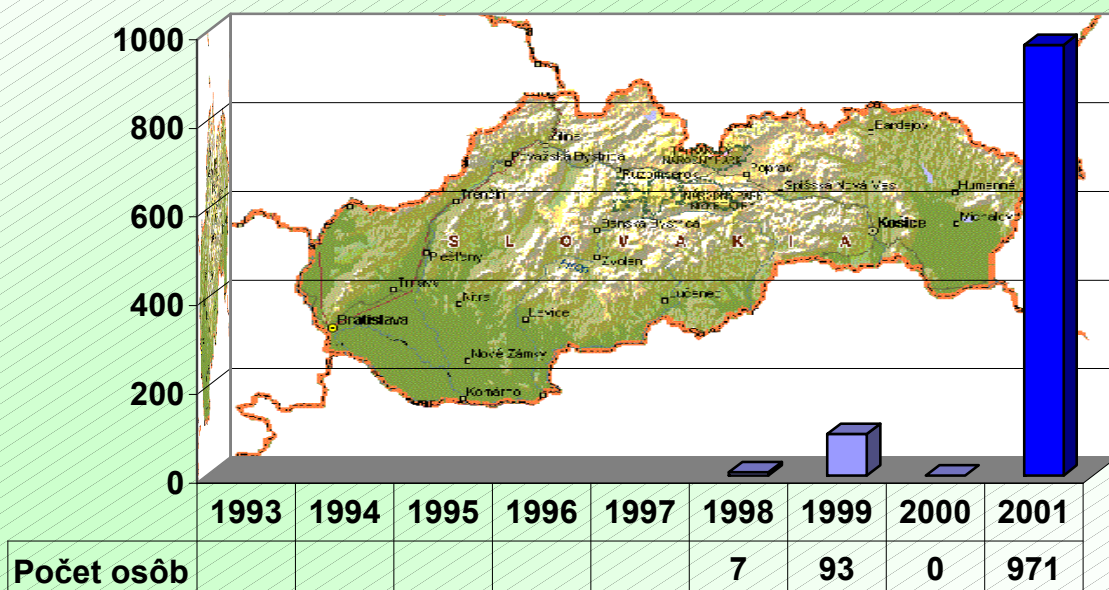 1000
800
600
400
200
0
Žilina
Bardejov
Považská Bystrica
Ružomberok
Poprad
Spišská Nová Ves
Humenné
Trenčín
Michalovce
Banská Bystrica
Košice
S L O V A K I A
Piešťany
Zvolen
Trnava
Nitra
Lučenec
Levice
Bratislava
Nové Zámky
Komárno
1993 1994 1995 1996 1997 1998 1999 2000 2001
Počet osôb 7 93 0 971